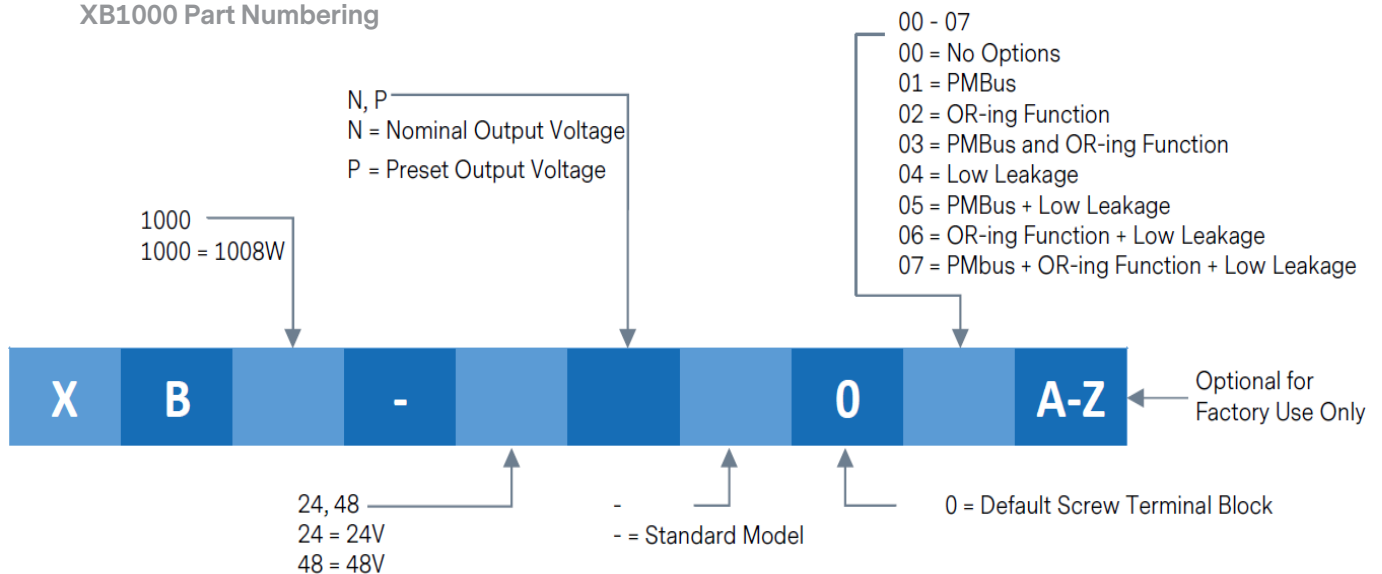 XB1000 Part Numbering
00 - 07
00 = No Options
01 = PMBus
02 = OR-ing Function
03 = PMBus and OR-ing Function
04 = Low Leakage
05 = PMBus + Low Leakage
06 = OR-ing Function + Low Leakage
07 = PMbus + OR-ing Function + Low Leakage
N, P
N = Nominal Output Voltage
P = Preset Output Voltage
1000
1000 = 1008W
X B - 0 A-Z
Optional for
Factory Use Only
24, 48
24 = 24V
48 = 48V
-
- = Standard Model
0 = Default Screw Terminal Block